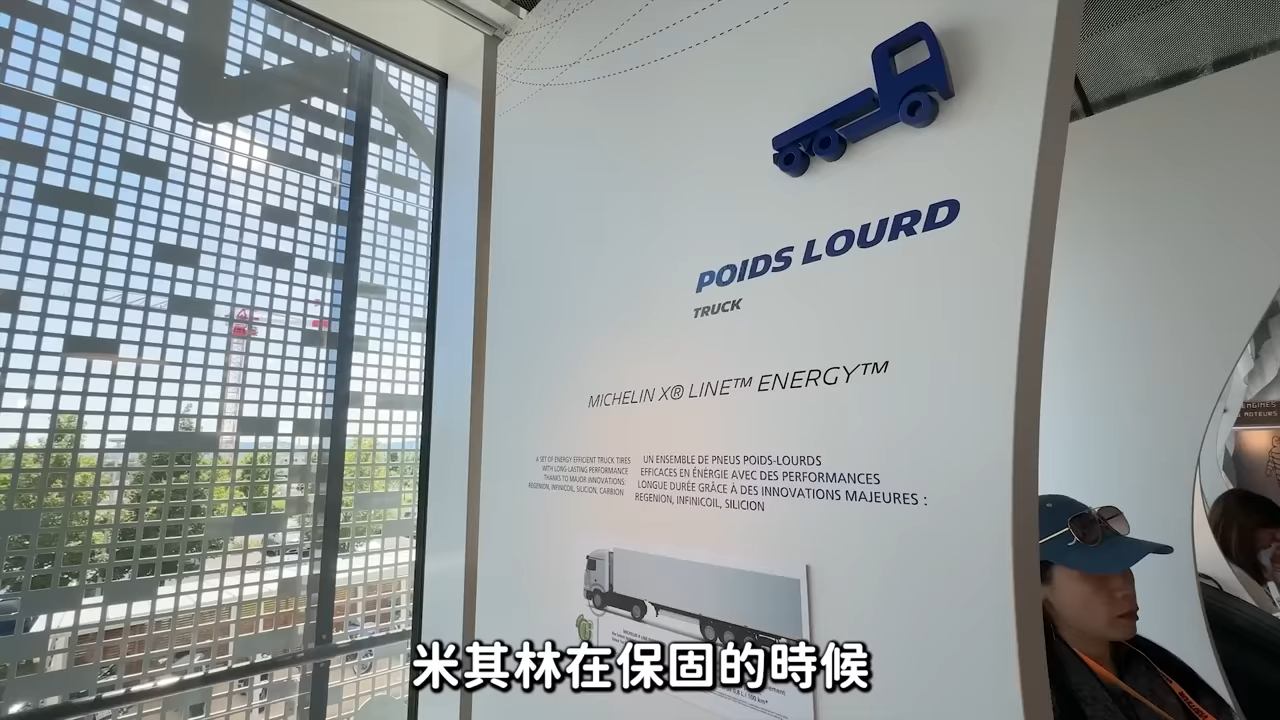 POIDS LOURD
TRUCK
MICHELIN X® LINE™ ENERGY™
A SET OF ENERGY EFFICIENT TRUCK TIRES
WITH LONG-LASTING PERFORMANCE
THANKS TO MAJOR INNOVATIONS:
REGENION, INFINICOIL, SILICION, CARBION
UN ENSEMBLE DE PNEUS POIDS-LOURDS
EFFICACES EN ÉNERGIE AVEC DES PERFORMANCES
LONGUE DURÉE GRÂCE À DES INNOVATIONS MAJEURES :
REGENION, INFINICOIL, SILICION
米其林在保固的時候